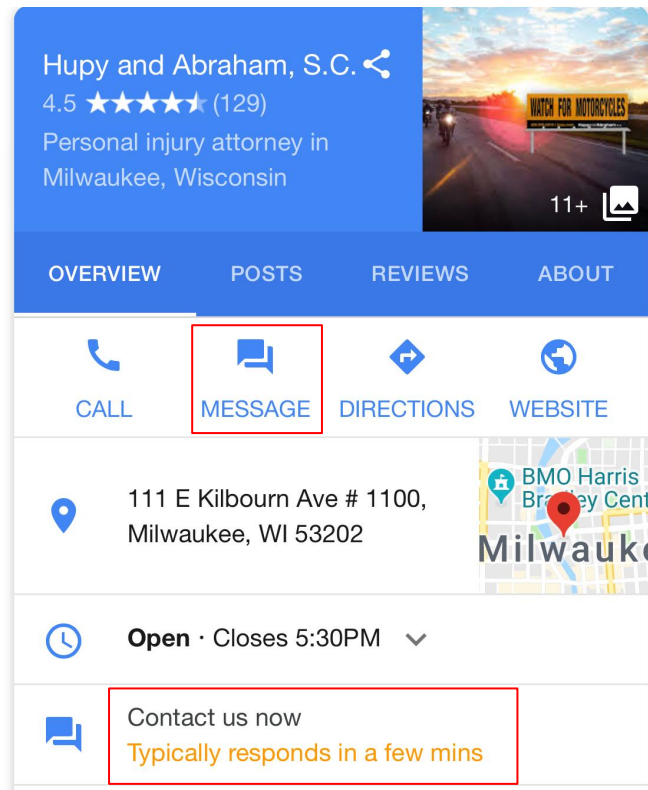 Hupy and Abraham, S.C.
4.5 (129)
Personal injury attorney in
Milwaukee, Wisconsin
WATCH FOR MOTORCYCLES
11+
OVERVIEW POSTS REVIEWS ABOUT
CALL MESSAGE DIRECTIONS WEBSITE
111 E Kilbourn Ave # 1100,
Milwaukee, WI 53202
BMO Harris
Bradley Cent
Milwauk
Open · Closes 5:30PM
Contact us now
Typically responds in a few mins